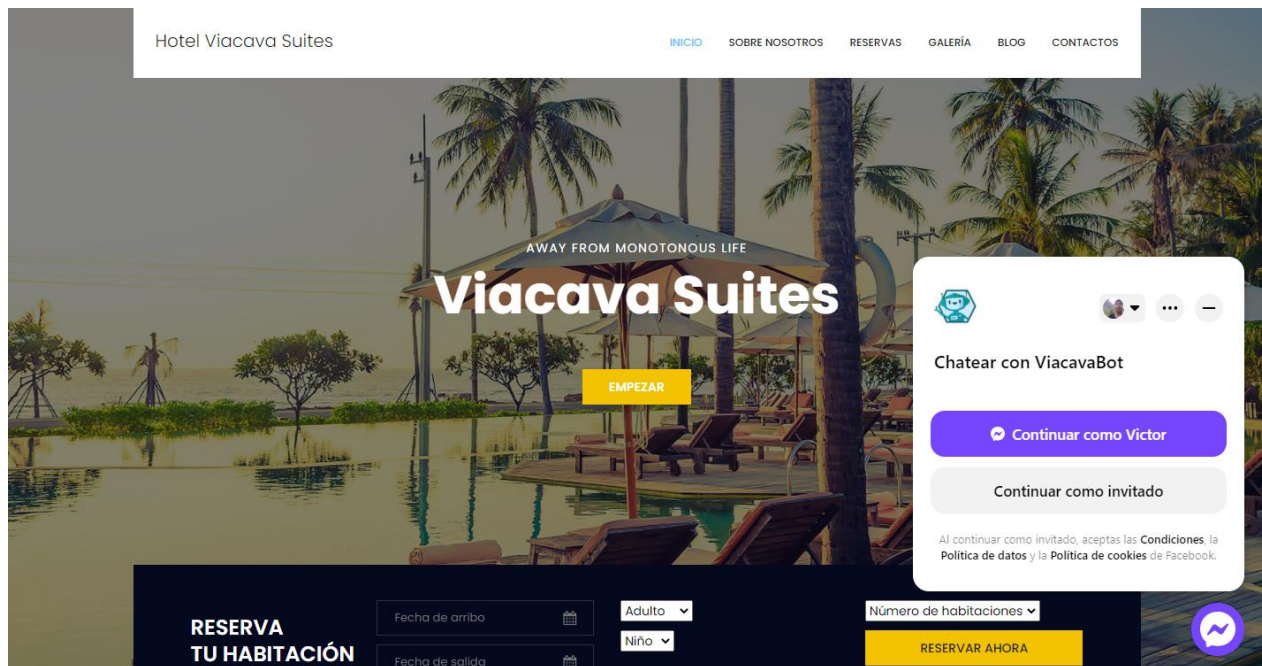 Hotel Viacava Suites
INICIO SOBRE NOSOTROS RESERVAS GALERÍA BLOG CONTACTOS
AWAY FROM MONOTONOUS LIFE
Viacava Suites
EMPEZAR
Chatear con ViacavaBot
Continuar como Victor
Continuar como invitado
Al continuar como invitado, aceptas las Condiciones, la
Política de datos y la Política de cookies de Facebook.
RESERVA
TU HABITACIÓN
Fecha de arribo
Fecha de salida
Adulto
Niño
Número de habitaciones
RESERVAR AHORA